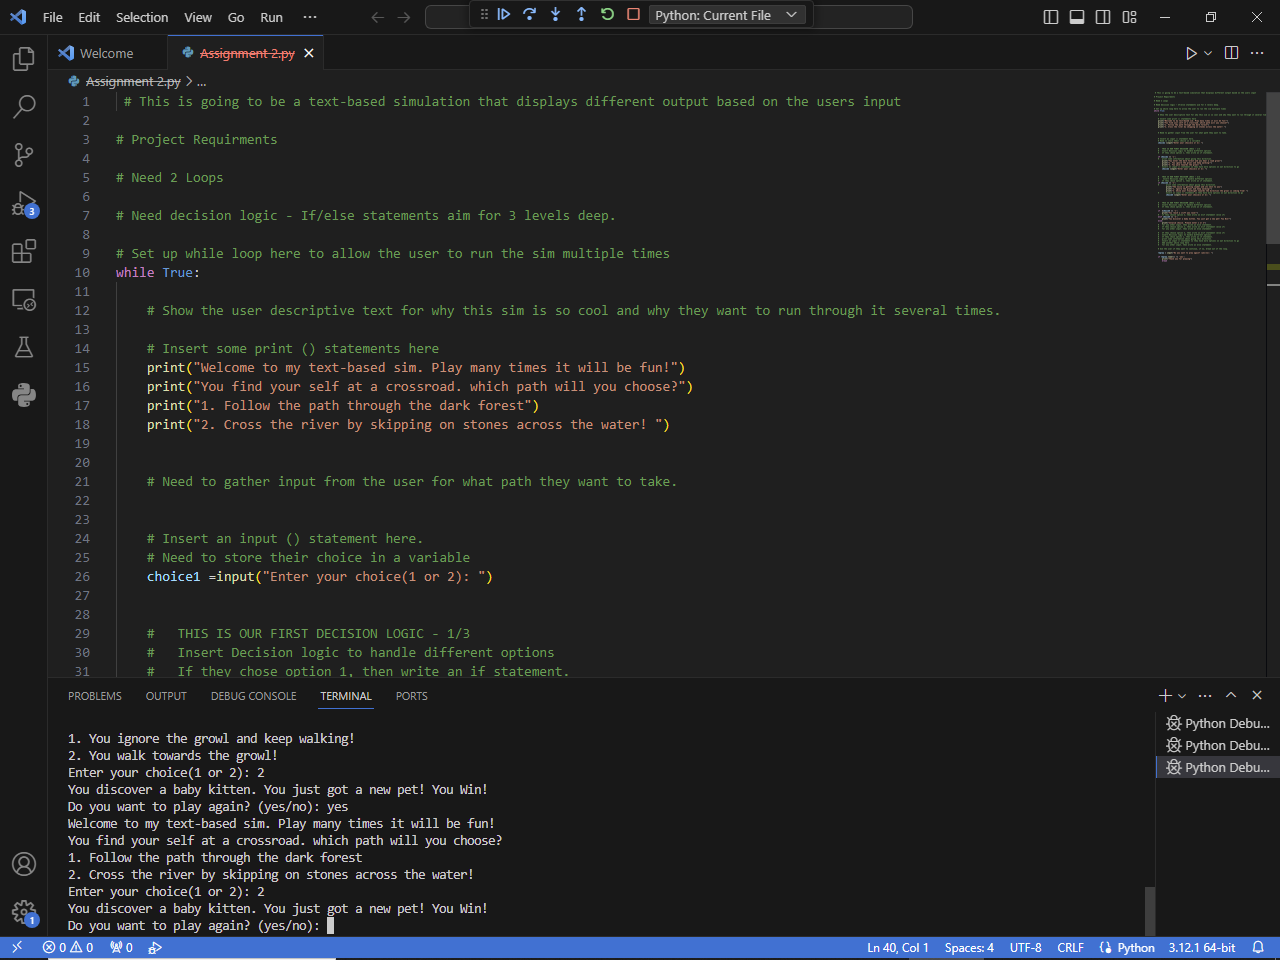 File Edit Selection View Go Run ··· Python: Current File
Welcome Assignment 2.py
Assignment 2.py > ...
1 # This is going to be a text-based simulation that displays different output based on the users input
2
3 # Project Requirments
4
5 # Need 2 Loops
6
7 # Need decision logic - If/else statements aim for 3 levels deep.
8
9 # Set up while loop here to allow the user to run the sim multiple times
10 while True:
11
12 # Show the user descriptive text for why this sim is so cool and why they want to run through it several times.
13
14 # Insert some print () statements here
15 print("Welcome to my text-based sim. Play many times it will be fun!")
16 print("You find your self at a crossroad. which path will you choose?")
17 print("1. Follow the path through the dark forest")
18 print("2. Cross the river by skipping on stones across the water! ")
19
20
21 # Need to gather input from the user for what path they want to take.
22
23
24 # Insert an input () statement here.
25 # Need to store their choice in a variable
26 choice1 =input("Enter your choice(1 or 2): ")
27
28
29 # THIS IS OUR FIRST DECISION LOGIC - 1/3
30 # Insert Decision logic to handle different options
31 # If they chose option 1, then write an if statement.
PROBLEMS OUTPUT DEBUG CONSOLE TERMINAL PORTS
1. You ignore the growl and keep walking!
2. You walk towards the growl!
Enter your choice(1 or 2): 2
You discover a baby kitten. You just got a new pet! You Win!
Do you want to play again? (yes/no): yes
Welcome to my text-based sim. Play many times it will be fun!
You find your self at a crossroad. which path will you choose?
1. Follow the path through the dark forest
2. Cross the river by skipping on stones across the water!
Enter your choice(1 or 2): 2
You discover a baby kitten. You just got a new pet! You Win!
Do you want to play again? (yes/no):
Python Debu...
Python Debu...
Python Debu...
3
1
0 0 0 Ln 40, Col 1 Spaces: 4 UTF-8 CRLF Python 3.12.1 64-bit